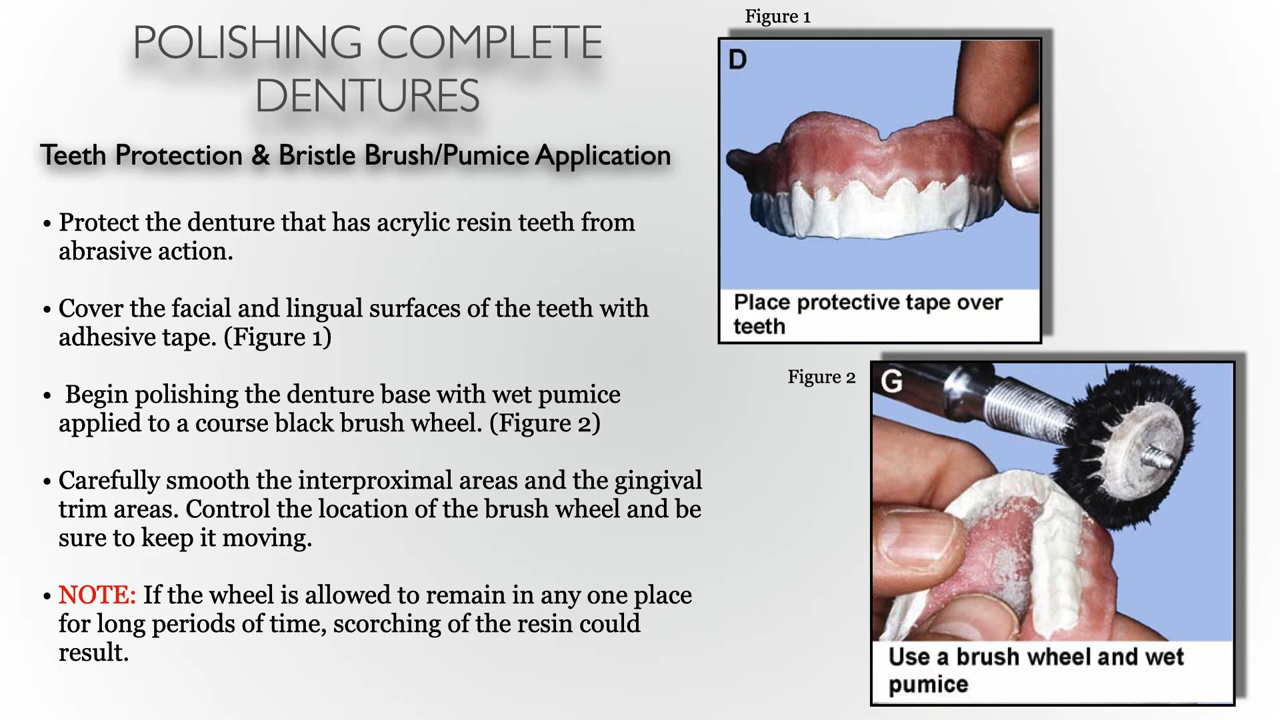 POLISHING COMPLETE
DENTURES
Teeth Protection & Bristle Brush/Pumice Application
• Protect the denture that has acrylic resin teeth from
abrasive action.
• Cover the facial and lingual surfaces of the teeth with
adhesive tape. (Figure 1)
• Begin polishing the denture base with wet pumice
applied to a course black brush wheel. (Figure 2)
• Carefully smooth the interproximal areas and the gingival
trim areas. Control the location of the brush wheel and be
sure to keep it moving.
• NOTE: If the wheel is allowed to remain in any one place
for long periods of time, scorching of the resin could
result.
Figure 1
D
Place protective tape over
teeth
Figure 2
G
Use a brush wheel and wet
pumice